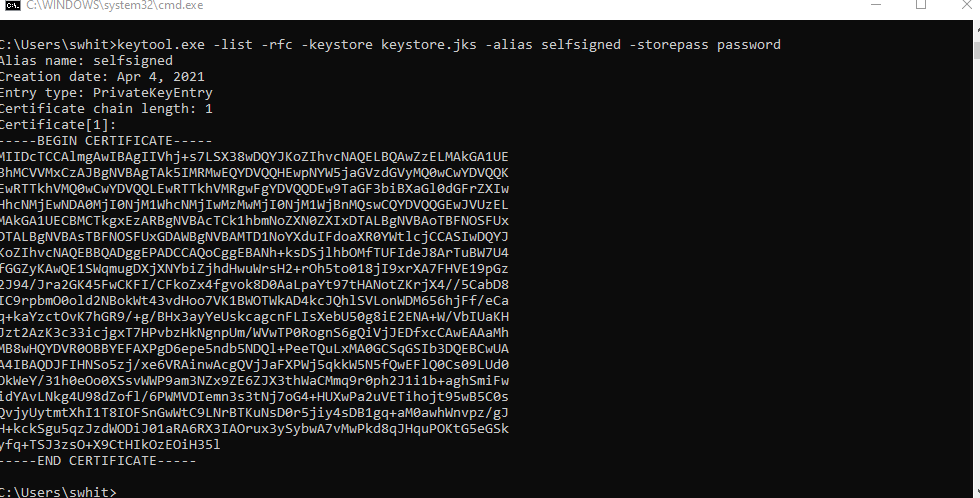 C:\WINDOWS\system32\cmd.exe
C:\Users\swhit>keytool.exe -list -rfc -keystore keystore.jks -alias selfsigned -storepass password
Alias name: selfsigned
Creation date: Apr 4, 2021
Entry type: PrivateKeyEntry
Certificate chain length: 1
Certificate[1]:
-----BEGIN CERTIFICATE-----
MIIDcTCCAlmgAwIBAgIIVhj+s7LSX38wDQYJKoZIhvcNAQELBQAwZzELMAkGA1UE
BhMCVVMxCzAJBgNVBAgTAk5IMRMwEQYDVQQHEwpNYW5jaGVzdGVyMQ0wCwYDVQQK
EwRTTkhVMQ0wCwYDVQQLEwRTTkhVMRgwFgYDVQQDEw9TaGF3biBXaGl0dGFrZXIw
HhcNMjEwNDA0MjI0NjM1WhcNMjIwMzMwMjI0NjM1WjBnMQswCQYDVQQGEwJVUzEL
MAkGA1UECBMCTkgxEzARBgNVBAcTCk1hbmNoZXN0ZXIxDTALBgNVBAoTBFNOSFUx
DTALBgNVBAsTBFNOSFUxGDAWBgNVBAMTD1NoYXduIFdoaXR0YWtlcjCCASIwDQYJ
KoZIhvcNAQEBBQADggEPADCCAQoCggEBANh+ksDSjlhbOMfTUFIdeJ8ArTuBW7U4
fGGZyKAwQE1SWqmugDXjXNYbiZjhdHwuWrsH2+rOh5to018jI9xrXA7FHVE19pGz
2J94/Jra2GK45FwCKFI/CFkoZx4fgvok8D0AaLpaYt97tHANotZKrjX4//5CabD8
IC9rpbmO0old2NBokWt43vdHoo7VK1BWOTWkAD4kcJQhlSVLonWDM656hjFf/eCa
q+kaYzctOvK7hGR9/+g/BHx3ayYeUskcagcnFLIsXebU50g8iE2ENA+W/VbIUaKH
Jzt2AzK3c33icjgxT7HPvbzHkNgnpUm/WVwTP0RognS6gQiVjJEDfxcCAwEAAaMh
MB8wHQYDVR0OBBYEFAXPgD6epe5ndb5NDQl+PeeTQuLxMA0GCSqGSIb3DQEBCwUA
A4IBAQDJFIHNSo5zj/xe6VRAinwAcgQVjJaFXPWj5qkkW5N5fQwEFlQ0Cs09LUd0
OkWeY/31h0eOo0XSsvWWP9am3NZx9ZE6ZJX3thWaCMmq9r0ph2J1i1b+aghSmiFw
idYAvLNkg4U98dZofl/6PWMVDIemn3s3tNj7oG4+HUXwPa2uVETihojt95wB5C0s
QvjyUytmtXhI1T8IOFSnGwWtC9LNrBTKuNsD0r5jiy4sDB1gq+aM0awhWnvpz/gJ
H+kckSgu5qzJzdWODiJ01aRA6RX3IAOrux3ySybwA7vMwPkd8qJHquPOKtG5eGSk
yfq+TSJ3zsO+X9CtHIkOzEOiH35l
-----END CERTIFICATE-----
C:\Users\swhit>